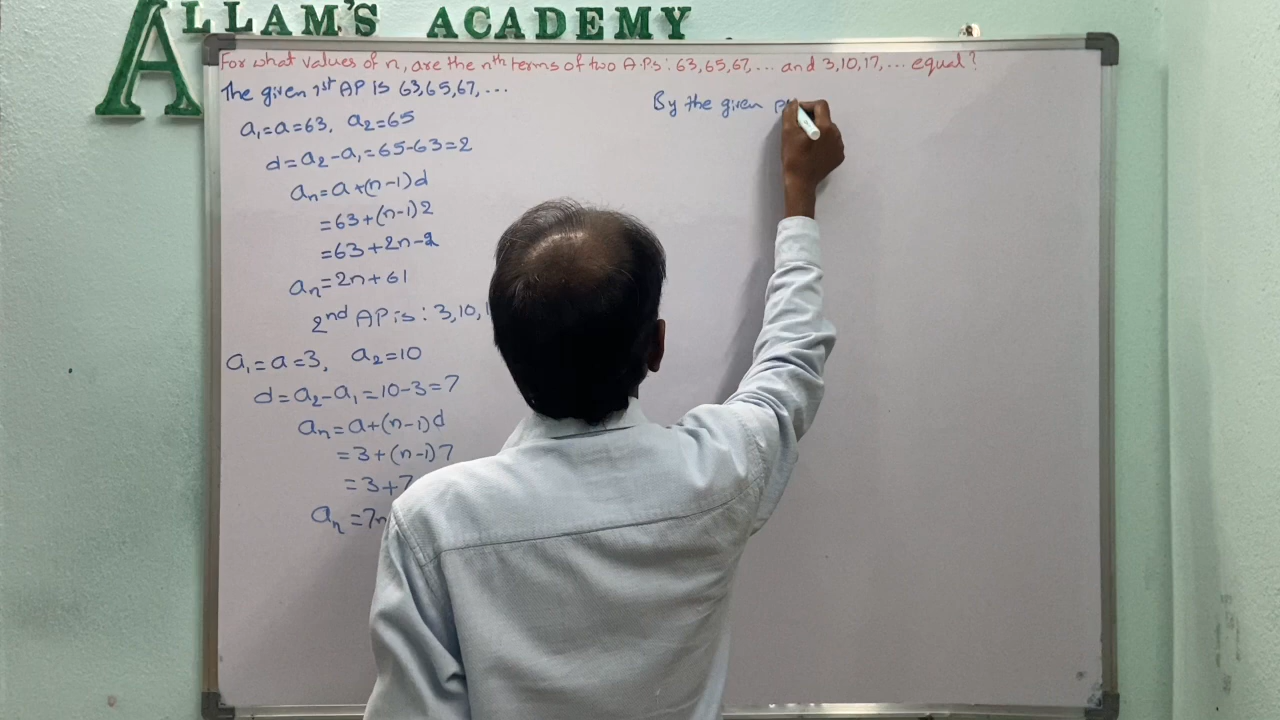 ALLAM'S ACADEMY
For what values of n, are the nth terms of two A.Ps: 63, 65, 67, ... and 3, 10, 17, ... equal?
The given 1st AP is 63, 65, 67, ...
a₁=a=63, a₂=65
d=a₂-a₁=65-63=2
aₙ=a+(n-1)d
=63+(n-1)2
=63+2n-2
aₙ=2n+61
2nd AP is: 3, 10,
a₁=a=3, a₂=10
d=a₂-a₁=10-3=7
aₙ=a+(n-1)d
=3+(n-1)7
=3+7
aₙ=7n
By the given